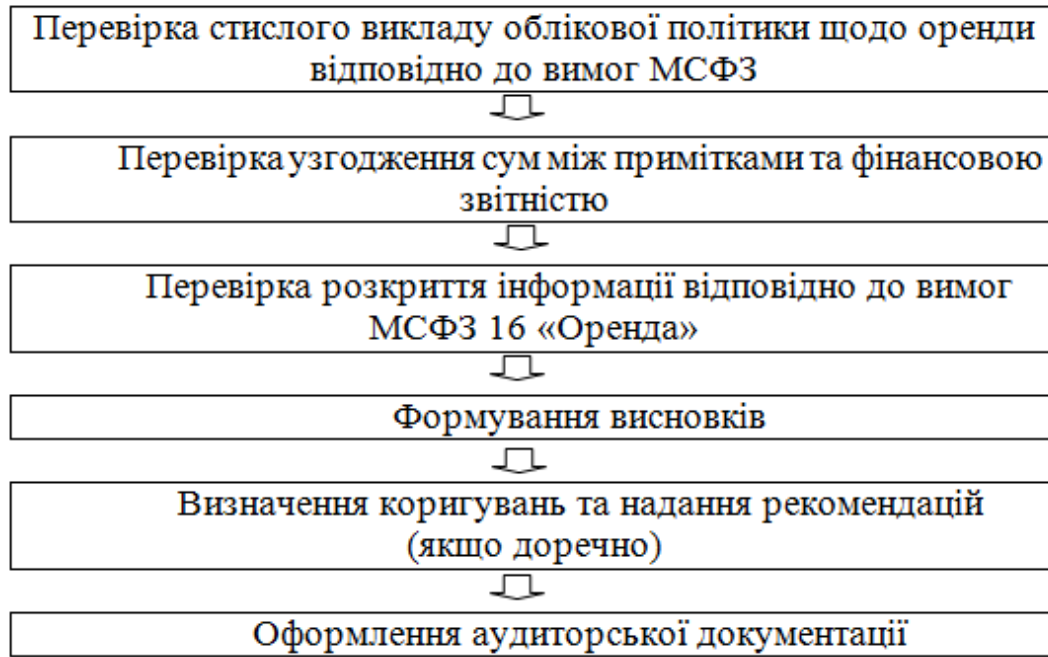 Перевірка стислого викладу облікової політики щодо оренди
відповідно до вимог МСФЗ
Перевірка узгодження сум між примітками та фінансовою
звітністю
Перевірка розкриття інформації відповідно до вимог
МСФЗ 16 «Оренда»
Формування висновків
Визначення коригувань та надання рекомендацій
(якщо доречно)
Оформлення аудиторської документації